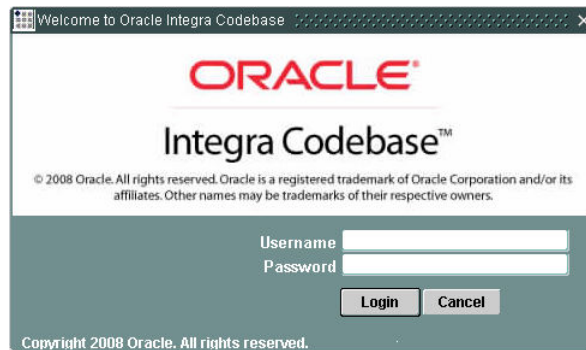 Welcome to Oracle Integra Codebase
ORACLE®
Integra Codebase™
© 2008 Oracle. All rights reserved. Oracle is a registered trademark of Oracle Corporation and/or its
affiliates. Other names may be trademarks of their respective owners.
Username
Password
Login Cancel
Copyright 2008 Oracle. All rights reserved.